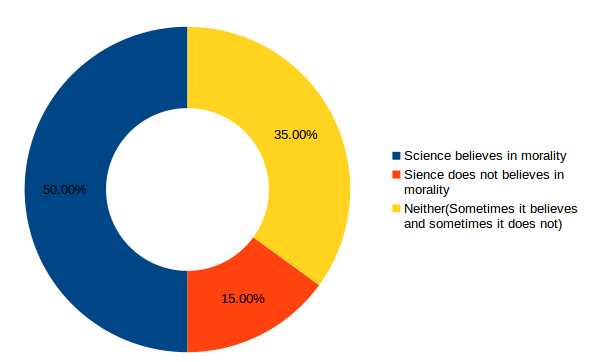 35.00%
50.00%
15.00%
Science believes in morality
Sience does not believes in
morality
Neither(Sometimes it believes
and sometimes it does not)